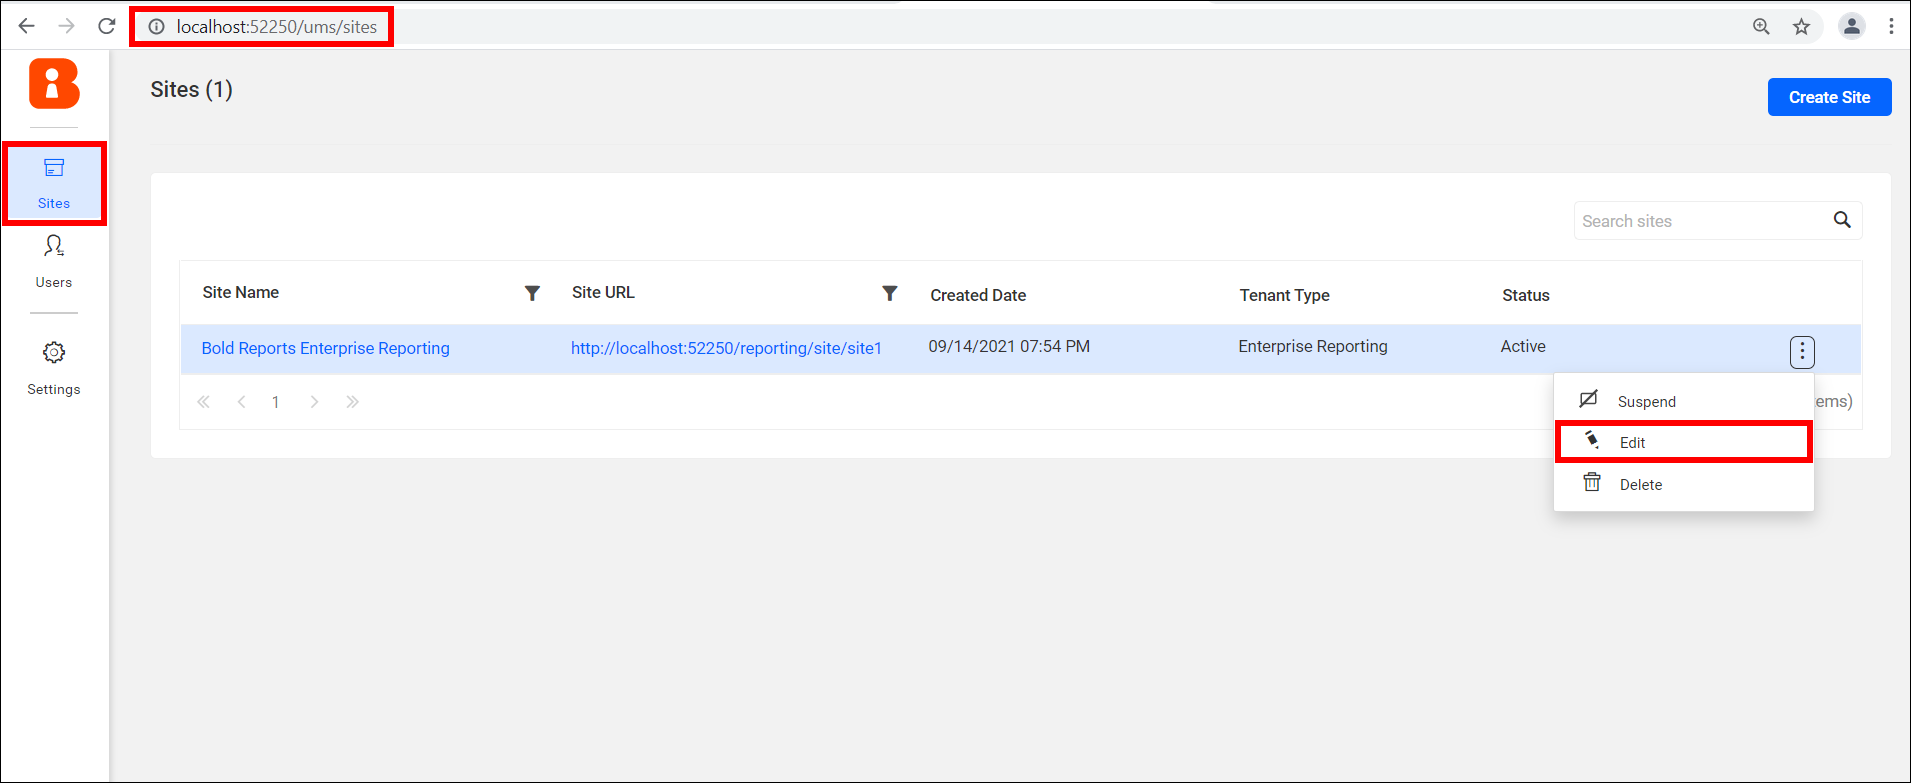 localhost:52250/ums/sites
Sites (1)
Create Site
Sites
Users
Settings
Search sites
Site Name
Site URL
Created Date
Tenant Type
Status
Bold Reports Enterprise Reporting
http://localhost:52250/reporting/site/site1
09/14/2021 07:54 PM
Enterprise Reporting
Active
1
ems)
Suspend
Edit
Delete